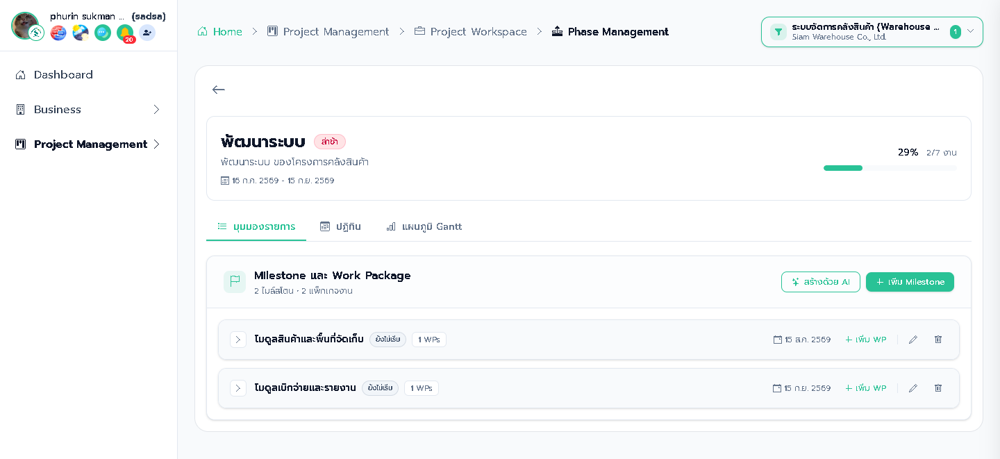 phurin sukman ... (sadsa)
20
Dashboard
Business
Project Management
Home > Project Management > Project Workspace > Phase Management
ระบบจัดการคลังสินค้า (Warehouse ...
Siam Warehouse Co., Ltd.
1
พัฒนาระบบ ล่าช้า
พัฒนาระบบ ของโครงการคลังสินค้า
16 ก.ค. 2569 - 15 ก.ย. 2569
29% 2/7 งาน
มุมมองรายการ ปฏิทิน แผนภูมิ Gantt
Milestone และ Work Package
2 ไมล์สโตน · 2 แพ็กเกจงาน
สร้างด้วย AI + เพิ่ม Milestone
โมดูลสินค้าและพื้นที่จัดเก็บ ยังไม่เริ่ม 1 WPs 15 ส.ค. 2569 + เพิ่ม WP
โมดูลเบิกจ่ายและรายงาน ยังไม่เริ่ม 1 WPs 15 ก.ย. 2569 + เพิ่ม WP